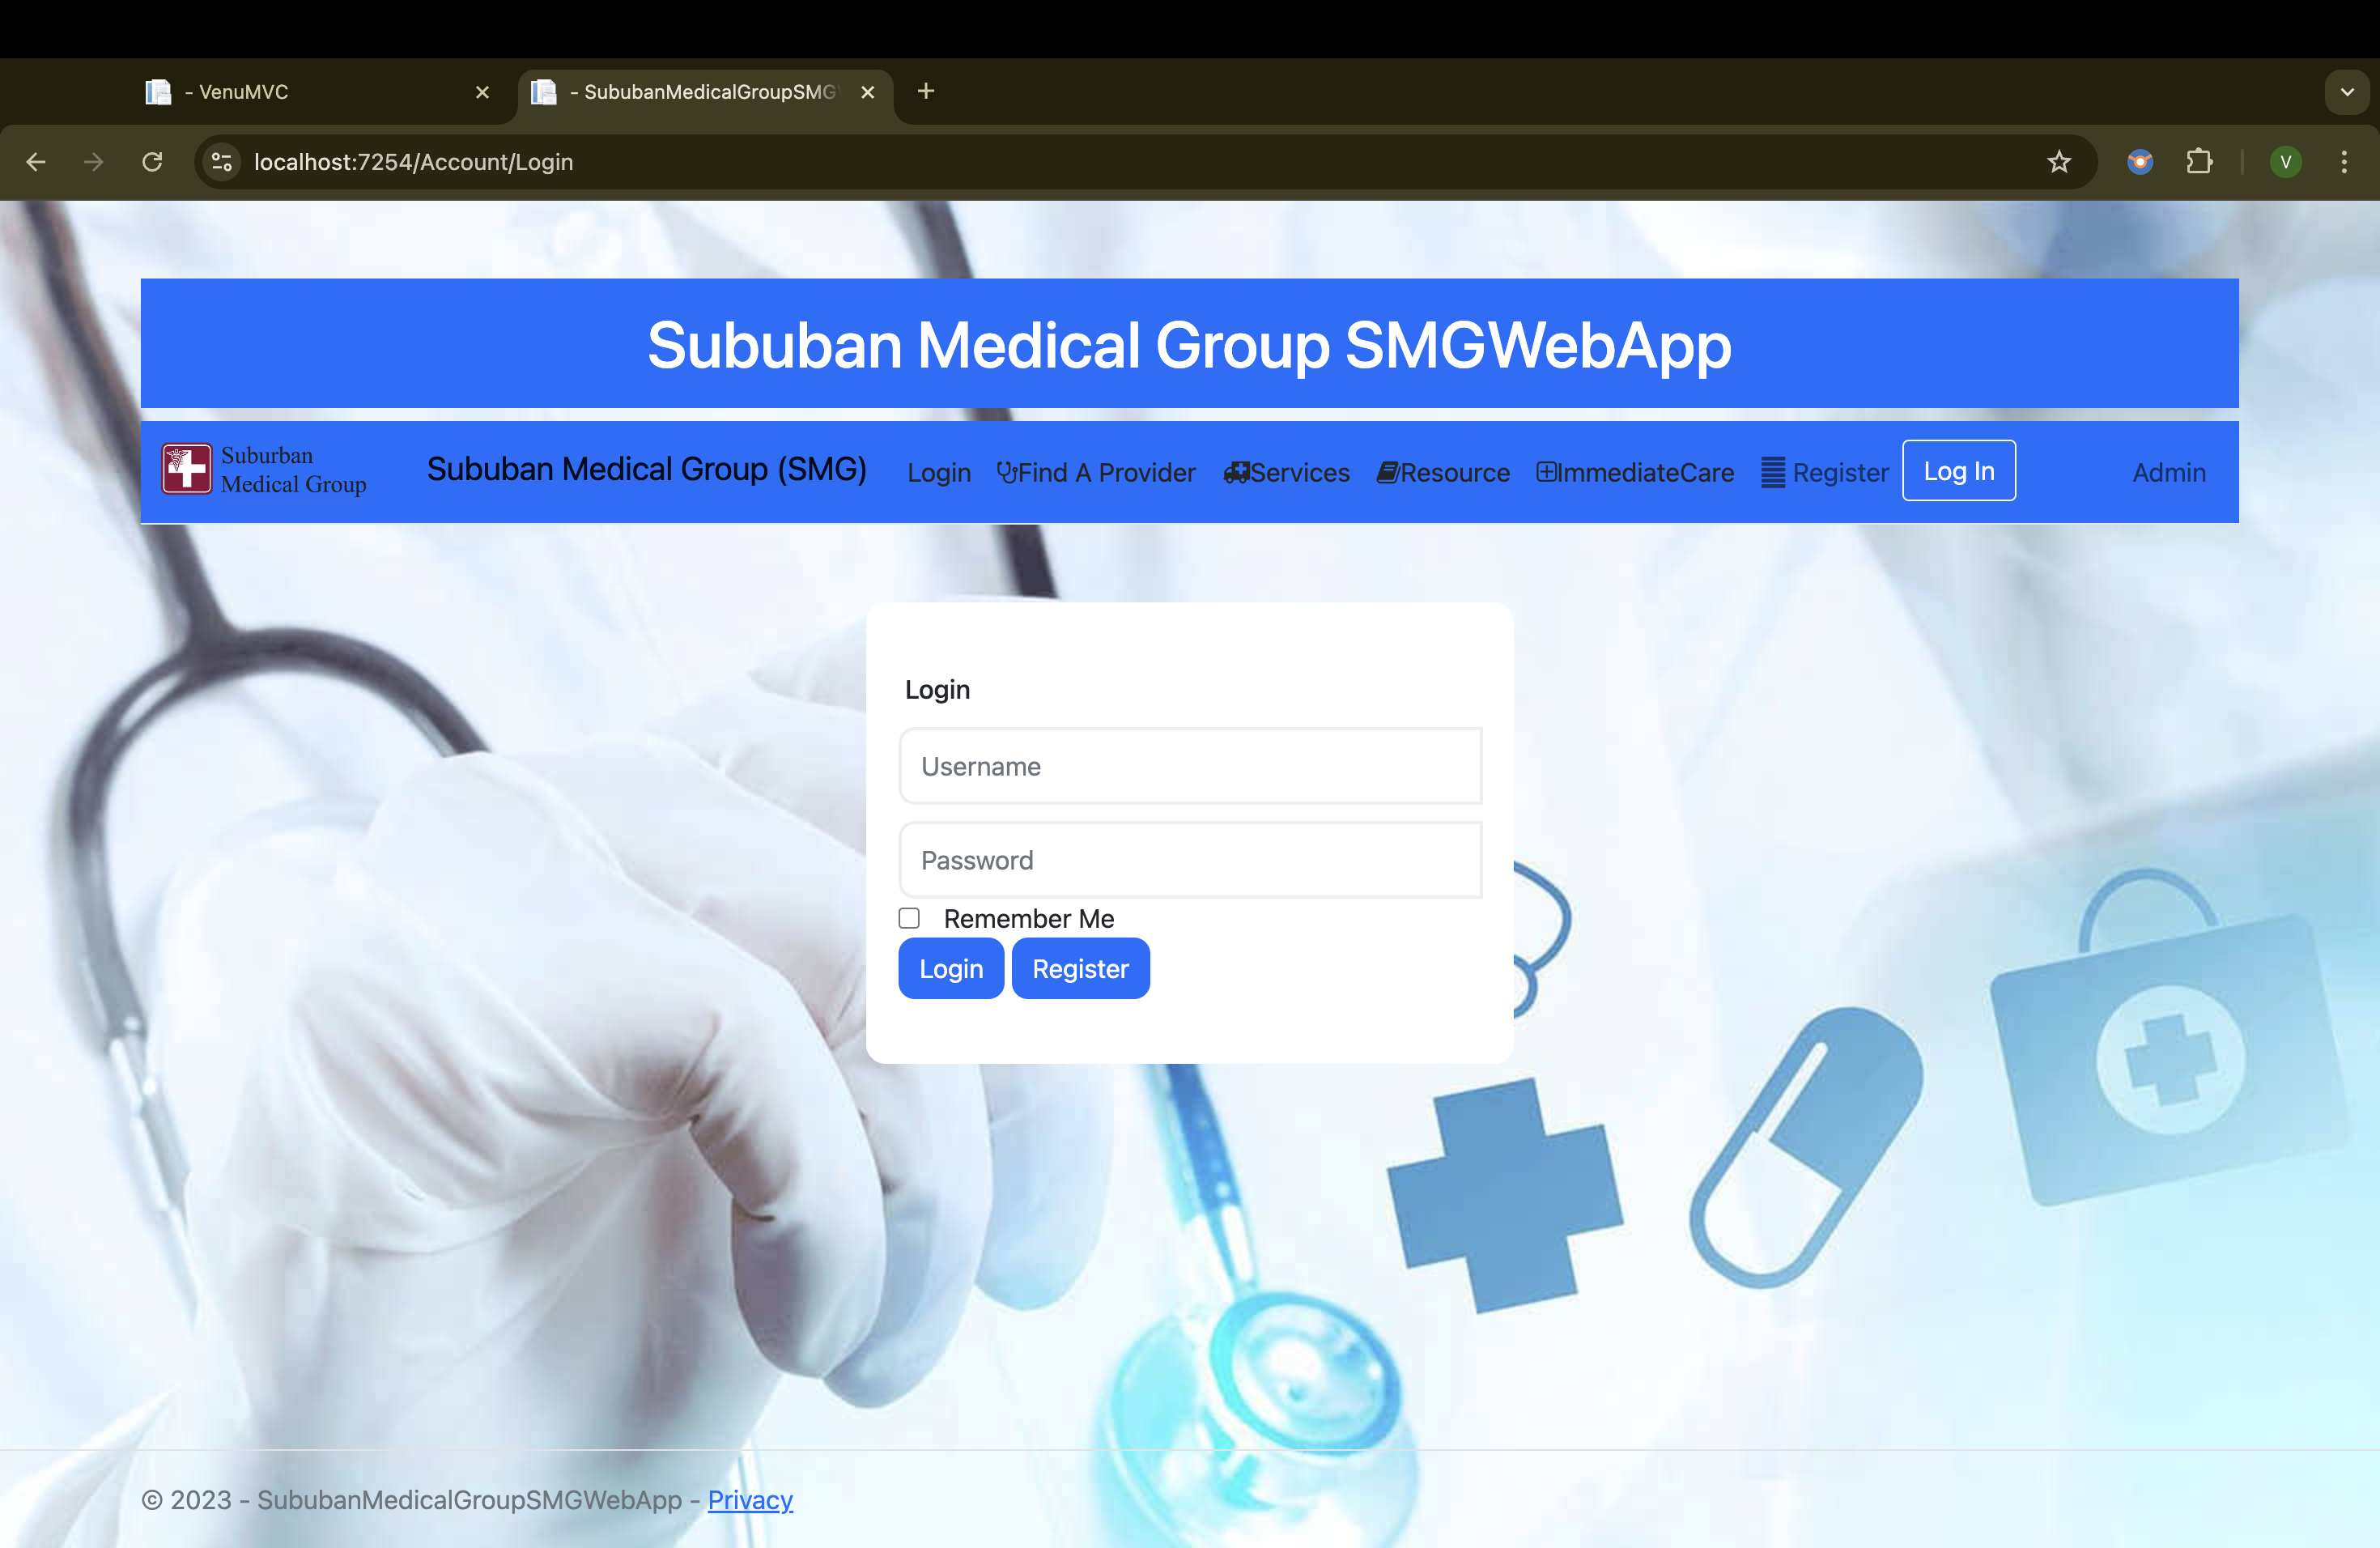 - VenuMVC
- SububanMedicalGroupSMG
localhost:7254/Account/Login
V
Sububan Medical Group SMGWebApp
Suburban
Medical Group
Sububan Medical Group (SMG) Login Find A Provider Services Resource ImmediateCare Register Log In Admin
Login
Username
Password
Remember Me
Login Register
© 2023 - SububanMedicalGroupSMGWebApp - Privacy